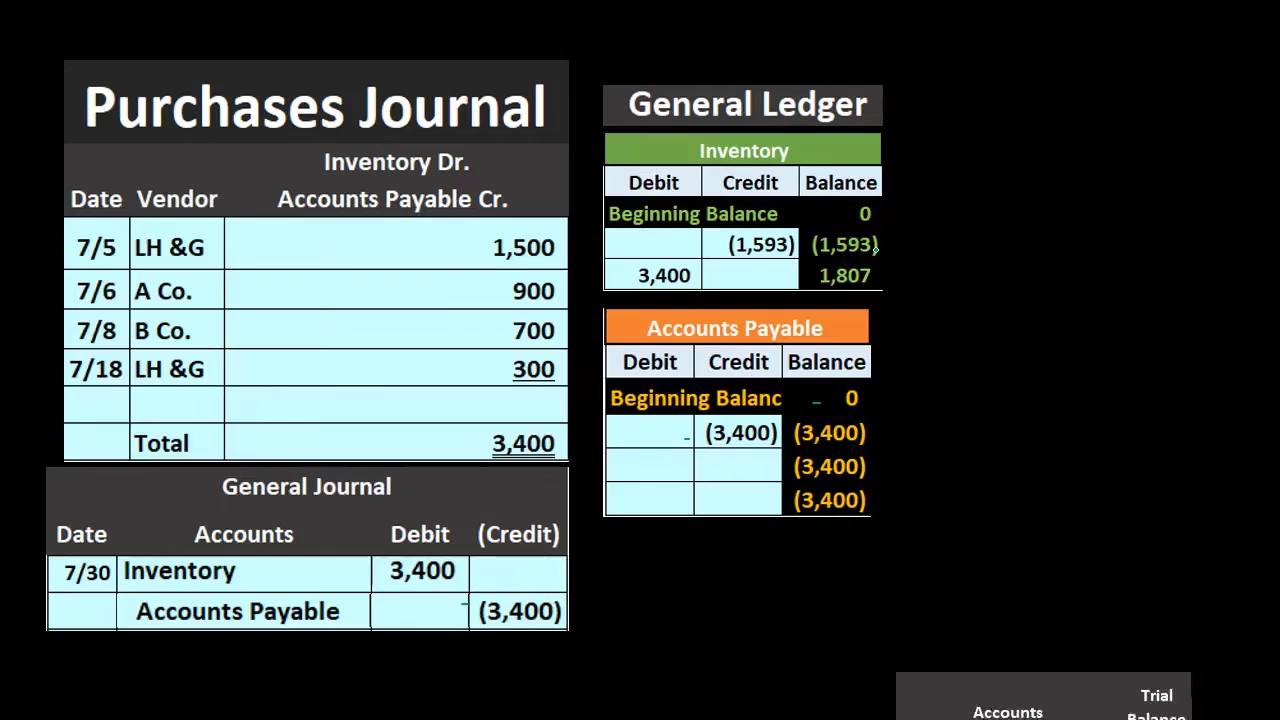 Purchases Journal
Inventory Dr.
Date Vendor Accounts Payable Cr.
7/5 LH &G 1,500
7/6 A Co. 900
7/8 B Co. 700
7/18 LH &G 300
Total 3,400
General Journal
Date Accounts Debit (Credit)
7/30 Inventory 3,400
Accounts Payable (3,400)
General Ledger
Inventory
Debit Credit Balance
Beginning Balance 0
(1,593) (1,593)
3,400 1,807
Accounts Payable
Debit Credit Balance
Beginning Balanc 0
(3,400) (3,400)
(3,400)
(3,400)
Trial
Accounts Balance